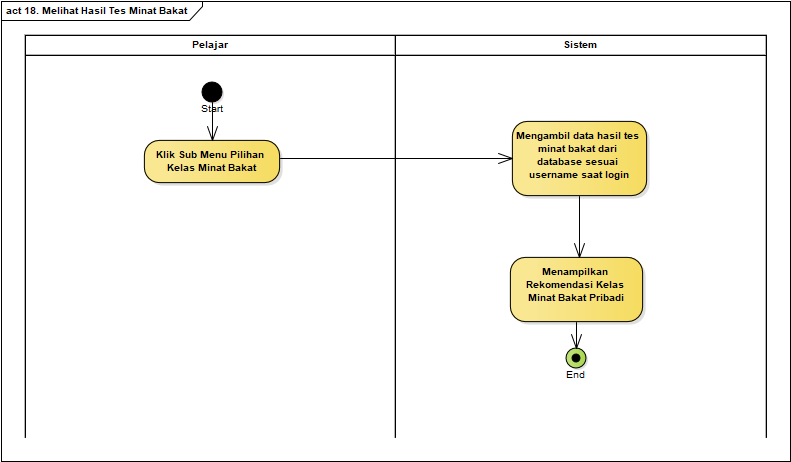 act 18. Melihat Hasil Tes Minat Bakat
Pelajar
Sistem
Start
Klik Sub Menu Pilihan
Kelas Minat Bakat
Mengambil data hasil tes
minat bakat dari
database sesuai
username saat login
Menampilkan
Rekomendasi Kelas
Minat Bakat Pribadi
End